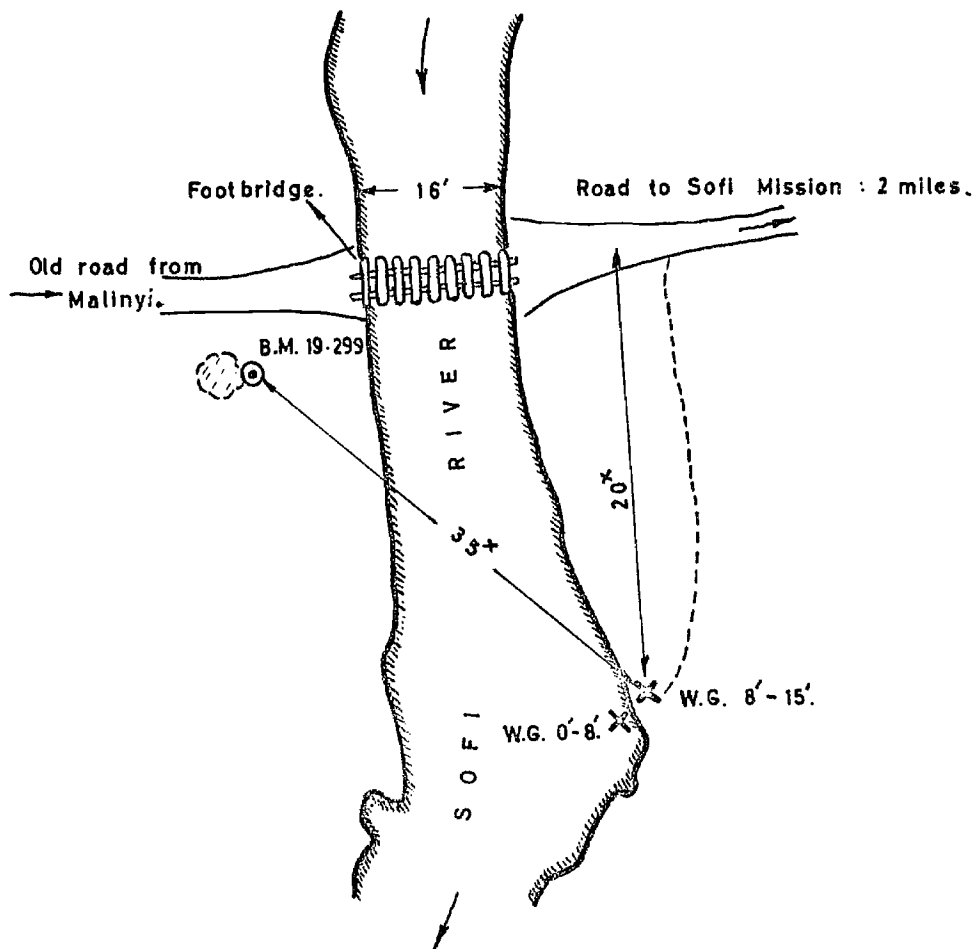 Footbridge.
16'
Road to Sofi Mission : 2 miles.
Old road from
Malinyi.
B.M. 19·299
RIVER
20ˣ
35+
W.G. 8'-15'.
W.G. 0'-8'.
SOFI